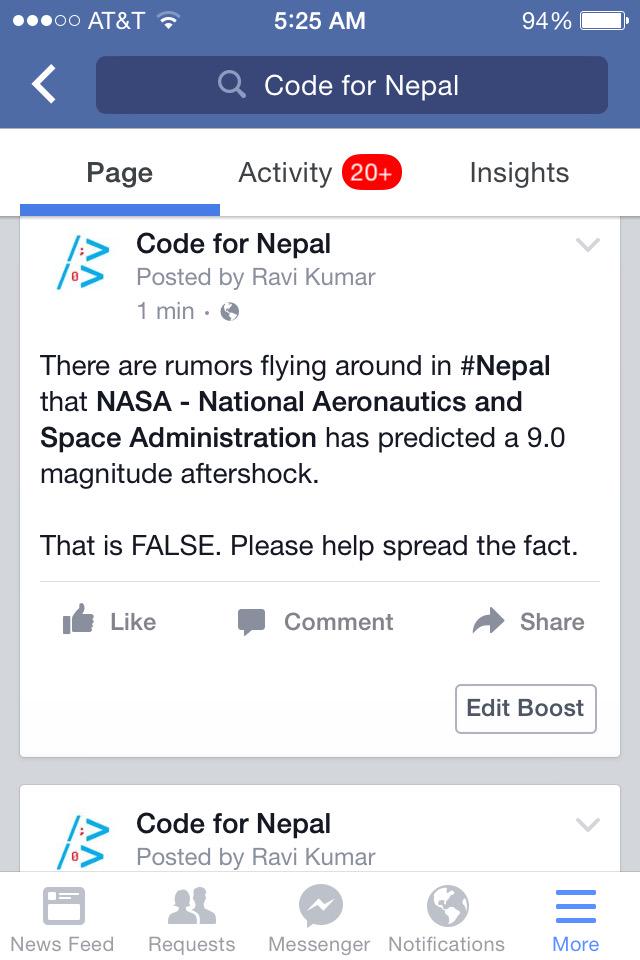 AT&T 5:25 AM 94%
Code for Nepal
Page Activity 20+ Insights
Code for Nepal
Posted by Ravi Kumar
1 min ·
There are rumors flying around in #Nepal
that NASA - National Aeronautics and
Space Administration has predicted a 9.0
magnitude aftershock.
That is FALSE. Please help spread the fact.
Like Comment Share
Edit Boost
Code for Nepal
Posted by Ravi Kumar
News Feed Requests Messenger Notifications More